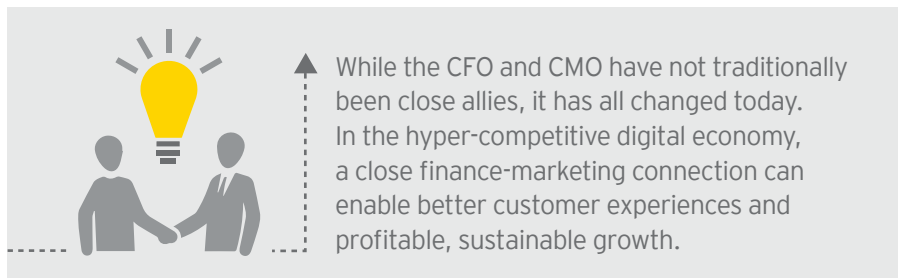 While the CFO and CMO have not traditionally
been close allies, it has all changed today.
In the hyper-competitive digital economy,
a close finance-marketing connection can
enable better customer experiences and
profitable, sustainable growth.